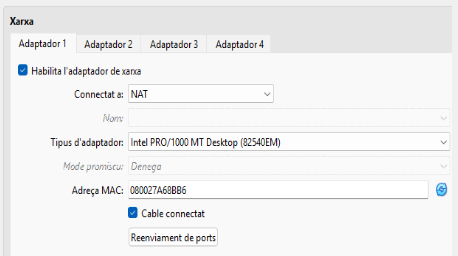 Xarxa
Adaptador 1 Adaptador 2 Adaptador 3 Adaptador 4
Habilita l'adaptador de xarxa
Connectat a: NAT
Nom:
Tipus d'adaptador: Intel PRO/1000 MT Desktop (82540EM)
Mode promiscu: Denega
Adreça MAC: 080027A68BB6
Cable connectat
Reenviament de ports